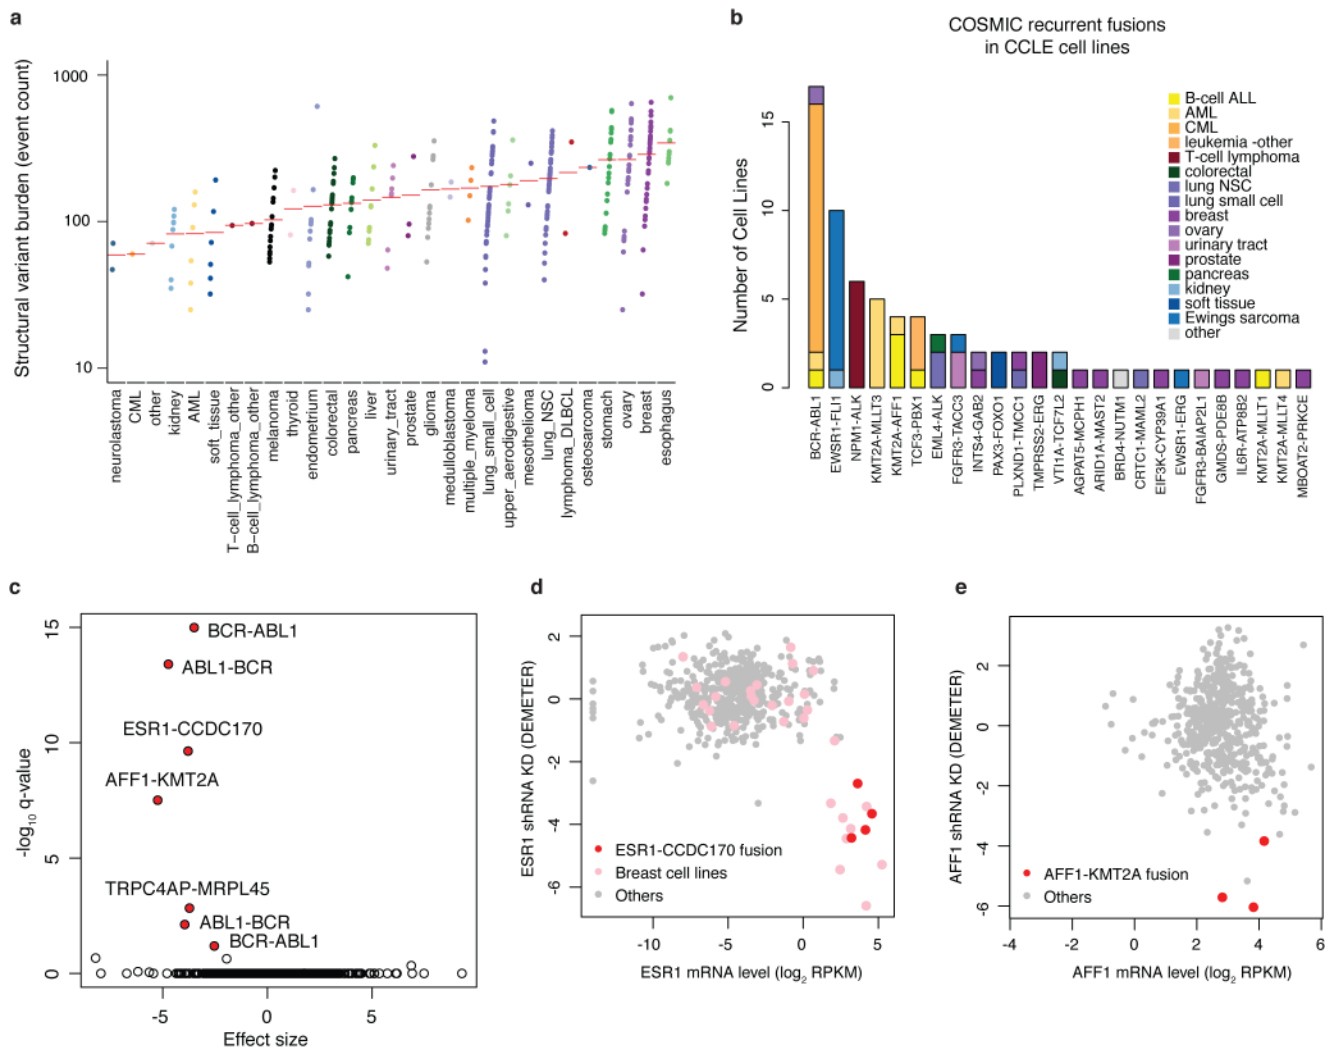 a
Structural variant burden (event count)
1000
100
10
neurolastoma
CML
other
kidney
AML
soft_tissue
T-cell_lymphoma_other
B-cell_lymphoma_other
melanoma
thyroid
endometrium
colorectal
pancreas
liver
urinary_tract
prostate
glioma
medulloblastoma
multiple_myeloma
lung_small_cell
upper_aerodigestive
mesothelioma
lung_NSC
lymphoma_DLBCL
osteosarcoma
stomach
ovary
breast
esophagus
b
COSMIC recurrent fusions
in CCLE cell lines
Number of Cell Lines
15
10
5
0
B-cell ALL
AML
CML
leukemia -other
T-cell lymphoma
colorectal
lung NSC
lung small cell
breast
ovary
urinary tract
prostate
pancreas
kidney
soft tissue
Ewings sarcoma
other
BCR-ABL1
EWSR1-FLI1
NPM1-ALK
KMT2A-MLLT3
KMT2A-AFF1
TCF3-PBX1
EML4-ALK
FGFR3-TACC3
INTS4-GAB2
PAX3-FOXO1
PLXND1-TMCC1
TMPRSS2-ERG
VTI1A-TCF7L2
AGPAT5-MCPH1
ARID1A-MAST2
BRD4-NUTM1
CRTC1-MAML2
EIF3K-CYP39A1
EWSR1-ERG
FGFR3-BAIAP2L1
GMDS-PDE8B
IL6R-ATP8B2
KMT2A-MLLT1
KMT2A-MLLT4
MBOAT2-PRKCE
c
-log10 q-value
15
10
5
0
BCR-ABL1
ABL1-BCR
ESR1-CCDC170
AFF1-KMT2A
TRPC4AP-MRPL45
ABL1-BCR
BCR-ABL1
-5 0 5
Effect size
d
ESR1 shRNA KD (DEMETER)
2
0
-2
-4
-6
ESR1-CCDC170 fusion
Breast cell lines
Others
-10 -5 0 5
ESR1 mRNA level (log2 RPKM)
e
AFF1 shRNA KD (DEMETER)
2
0
-2
-4
-6
AFF1-KMT2A fusion
Others
-4 -2 0 2 4 6
AFF1 mRNA level (log2 RPKM)